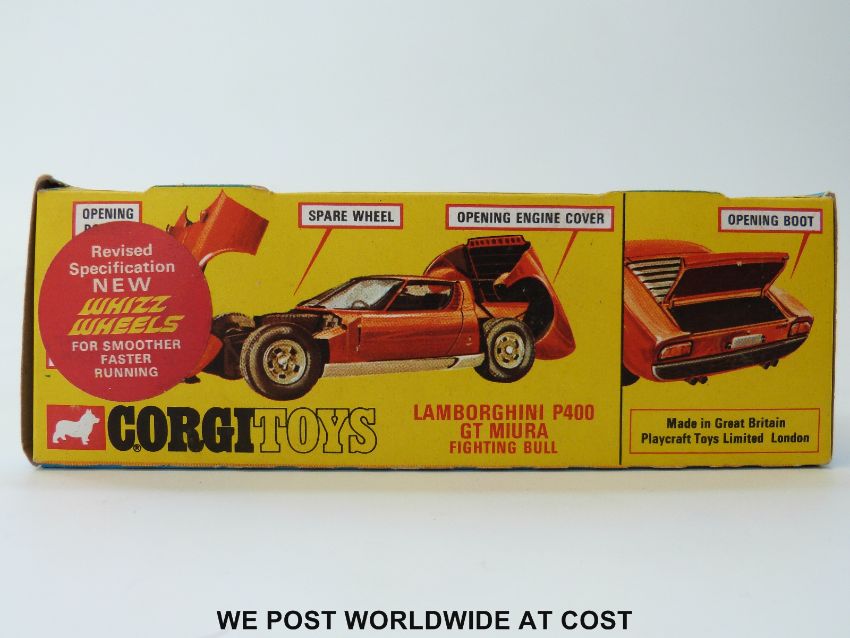 OPENING
SPARE WHEEL
OPENING ENGINE COVER
OPENING BOOT
Revised
Specification
NEW
WHIZZ
WHEELS
FOR SMOOTHER
FASTER
RUNNING
CORGI TOYS
LAMBORGHINI P400
GT MIURA
FIGHTING BULL
Made in Great Britain
Playcraft Toys Limited London
WE POST WORLDWIDE AT COST